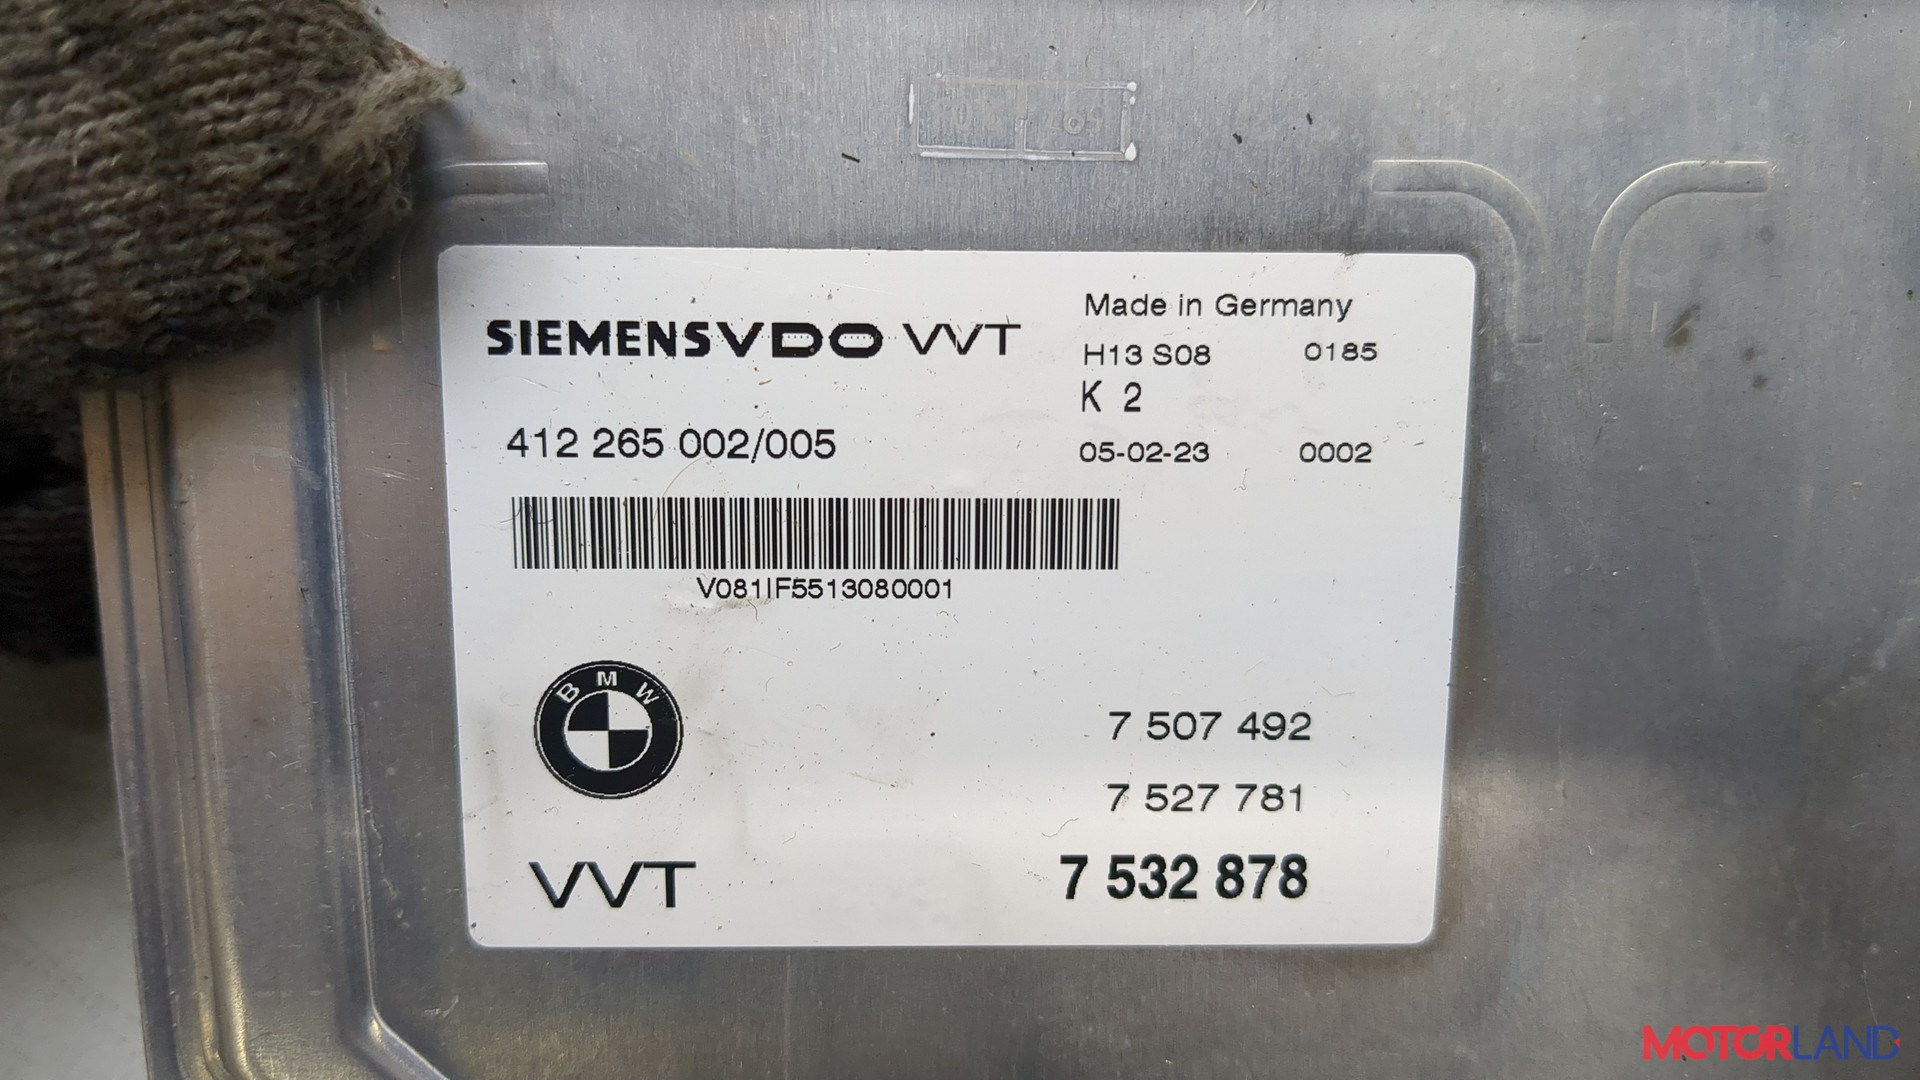 SIEMENSVDO VVT
Made in Germany
H13 S08 0185
K 2
412 265 002/005
05-02-23 0002
V081IF5513080001
BMW
7 507 492
7 527 781
VVT
7 532 878
MOTORLAND